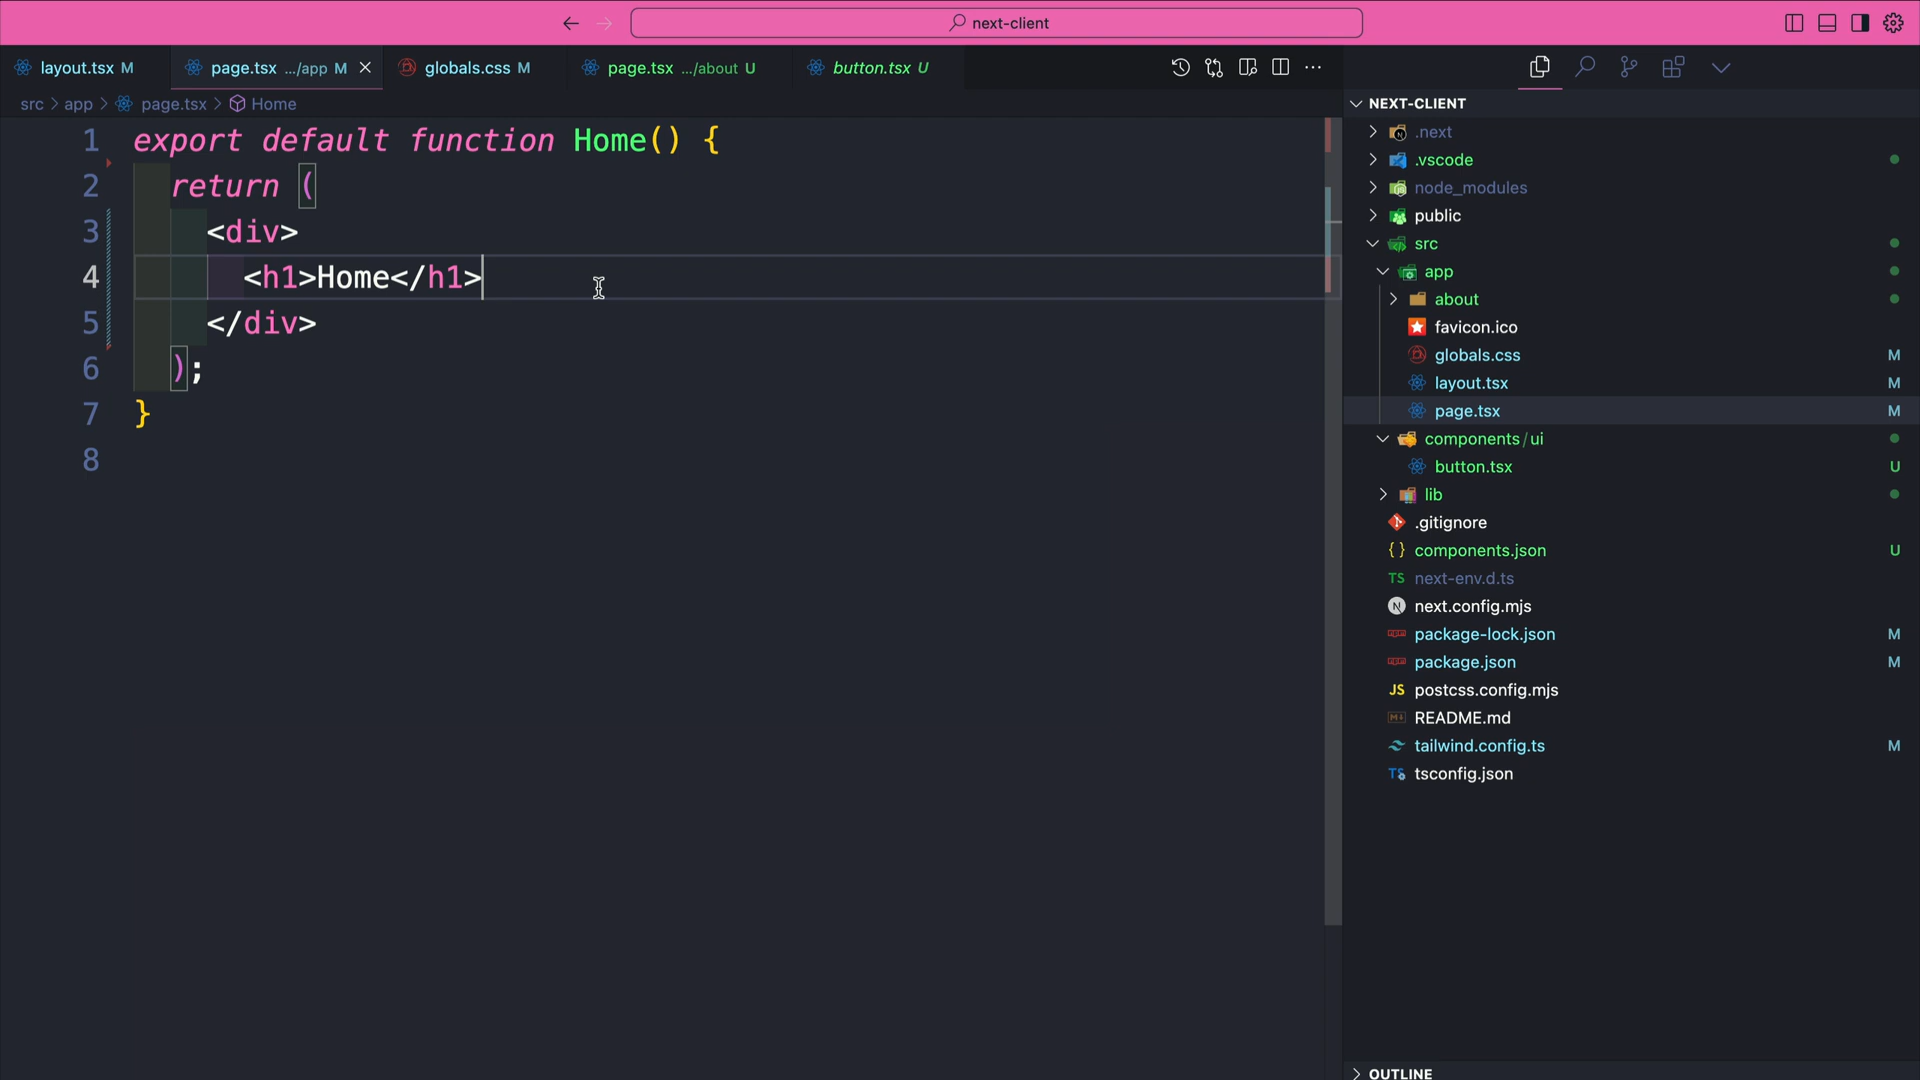 next-client
layout.tsx M
page.tsx .../app M
globals.css M
page.tsx .../about U
button.tsx U
src > app > page.tsx > Home
1 export default function Home() {
2 return (
3 <div>
4 <h1>Home</h1>
5 </div>
6 );
7 }
8
NEXT-CLIENT
.next
.vscode
node_modules
public
src
app
about
favicon.ico
globals.css M
layout.tsx M
page.tsx M
components/ui
button.tsx U
lib
.gitignore
{} components.json U
TS next-env.d.ts
N next.config.mjs
package-lock.json M
package.json M
JS postcss.config.mjs
README.md
tailwind.config.ts M
TS tsconfig.json
OUTLINE